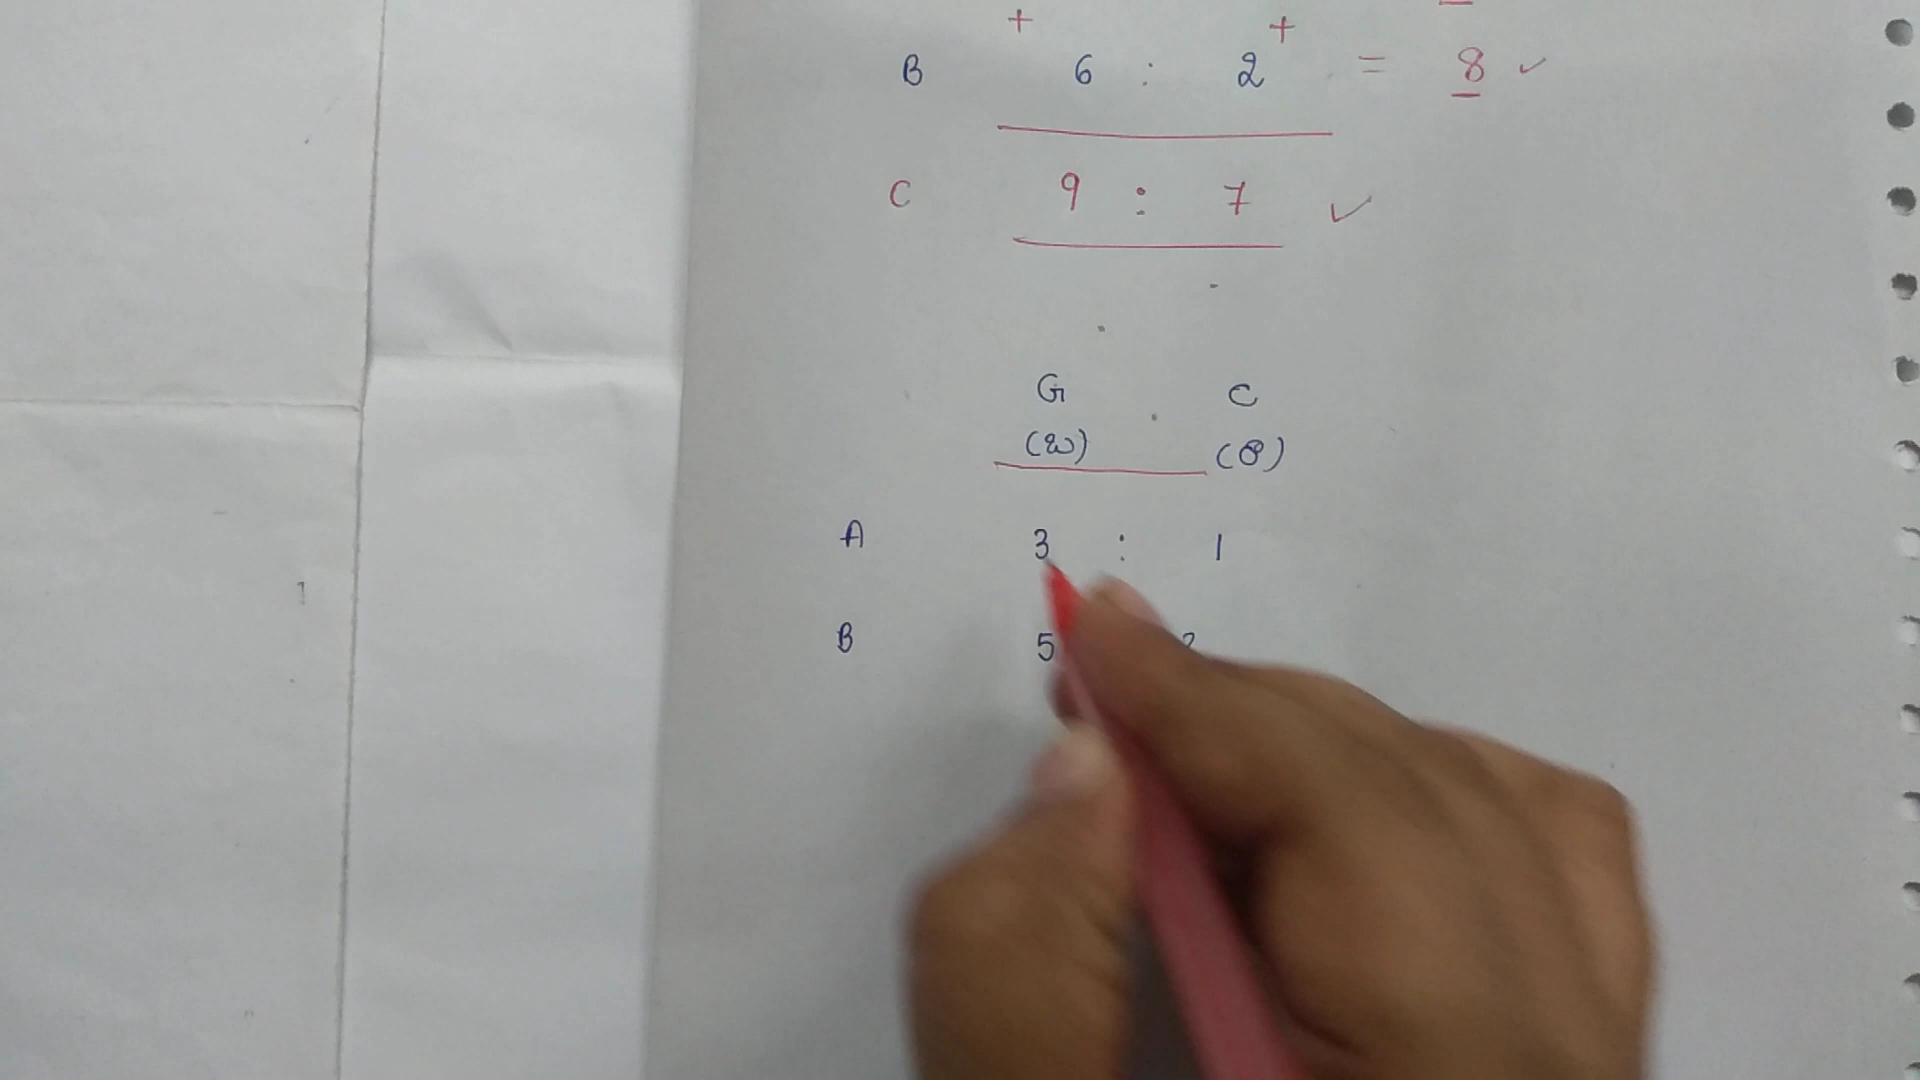 + +
B 6 : 2 = 8 ✓
C 9 : 7 ✓
G C
A 3 : 1
B 5